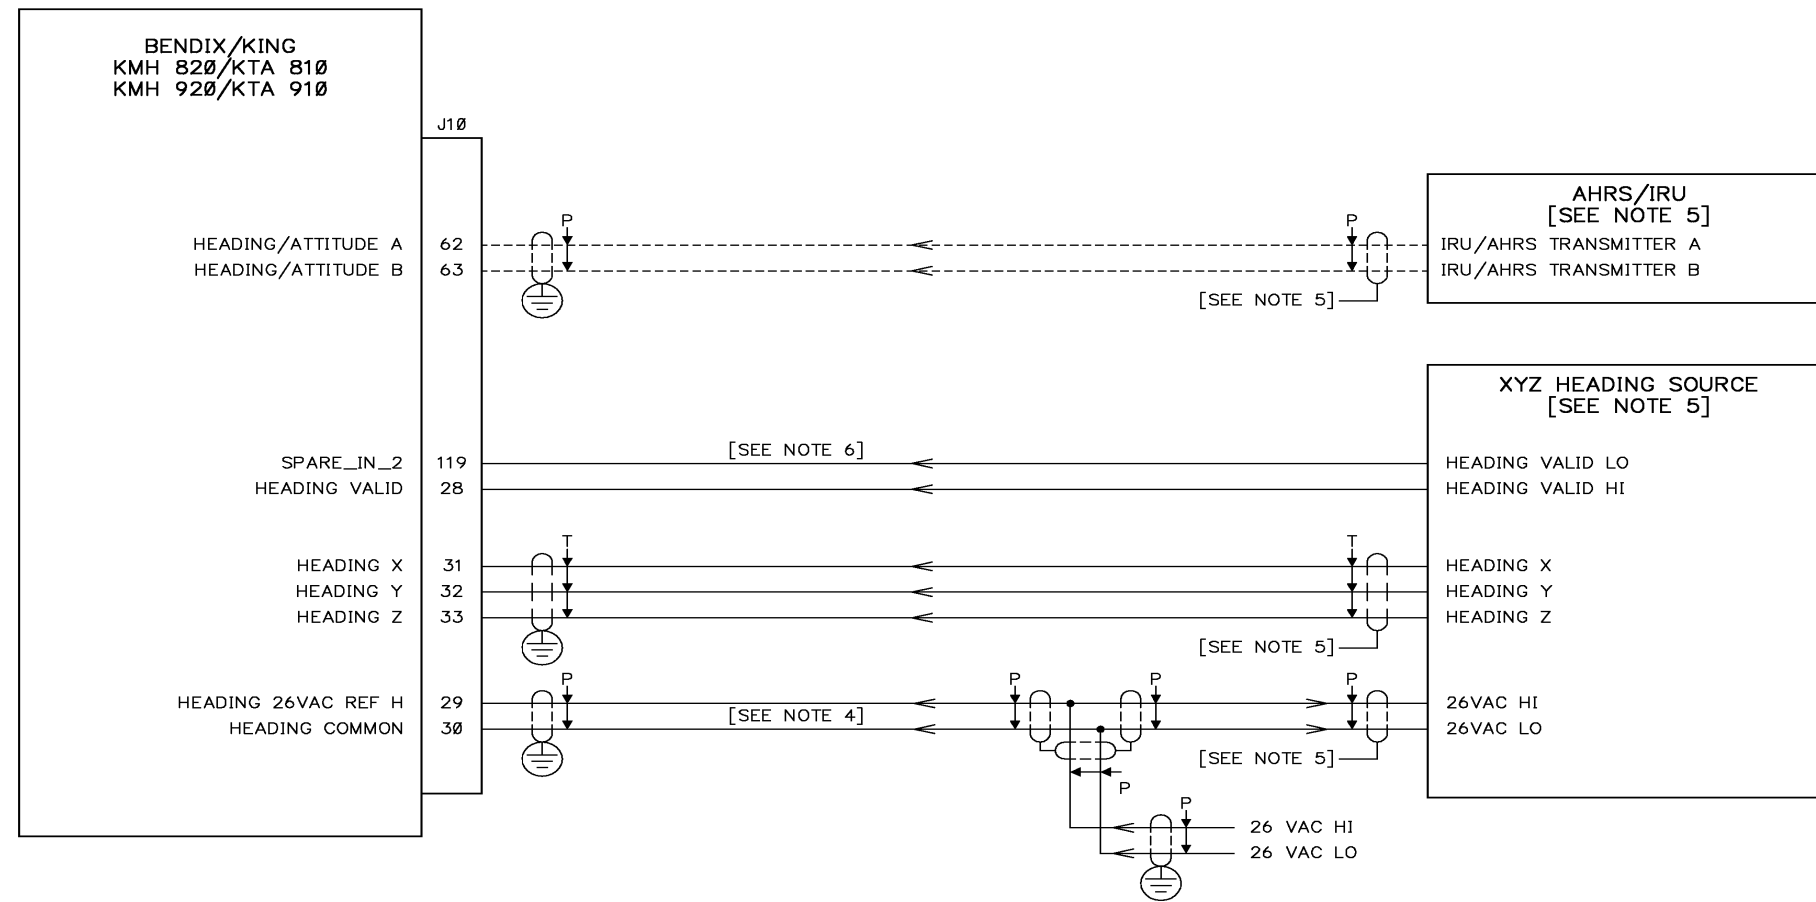 BENDIX/KING
KMH 820/KTA 810
KMH 920/KTA 910
J10
AHRS/IRU
[SEE NOTE 5]
P
P
HEADING/ATTITUDE A 62 IRU/AHRS TRANSMITTER A
HEADING/ATTITUDE B 63 IRU/AHRS TRANSMITTER B
[SEE NOTE 5]
XYZ HEADING SOURCE
[SEE NOTE 5]
[SEE NOTE 6]
SPARE_IN_2 119 HEADING VALID LO
HEADING VALID 28 HEADING VALID HI
T
T
HEADING X 31 HEADING X
HEADING Y 32 HEADING Y
HEADING Z 33 HEADING Z
[SEE NOTE 5]
P
P
P
P
HEADING 26VAC REF H 29 26VAC HI
[SEE NOTE 4]
HEADING COMMON 30 26VAC LO
[SEE NOTE 5]
P
P
26 VAC HI
26 VAC LO